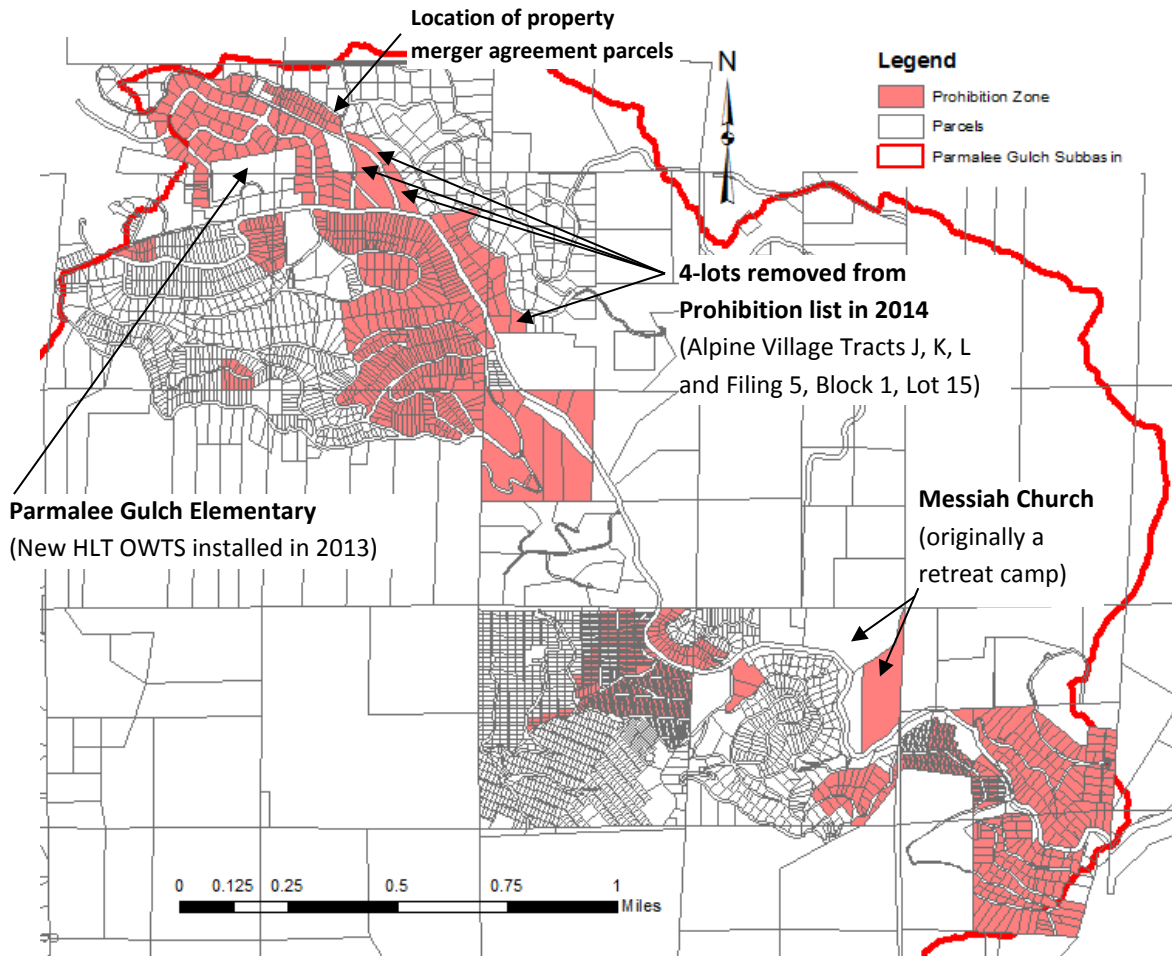 Location of property
merger agreement parcels
N
Legend
Prohibition Zone
Parcels
Parmalee Gulch Subbasin
4-lots removed from
Prohibition list in 2014
(Alpine Village Tracts J, K, L
and Filing 5, Block 1, Lot 15)
Parmalee Gulch Elementary
(New HLT OWTS installed in 2013)
Messiah Church
(originally a
retreat camp)
0 0.125 0.25 0.5 0.75 1
Miles